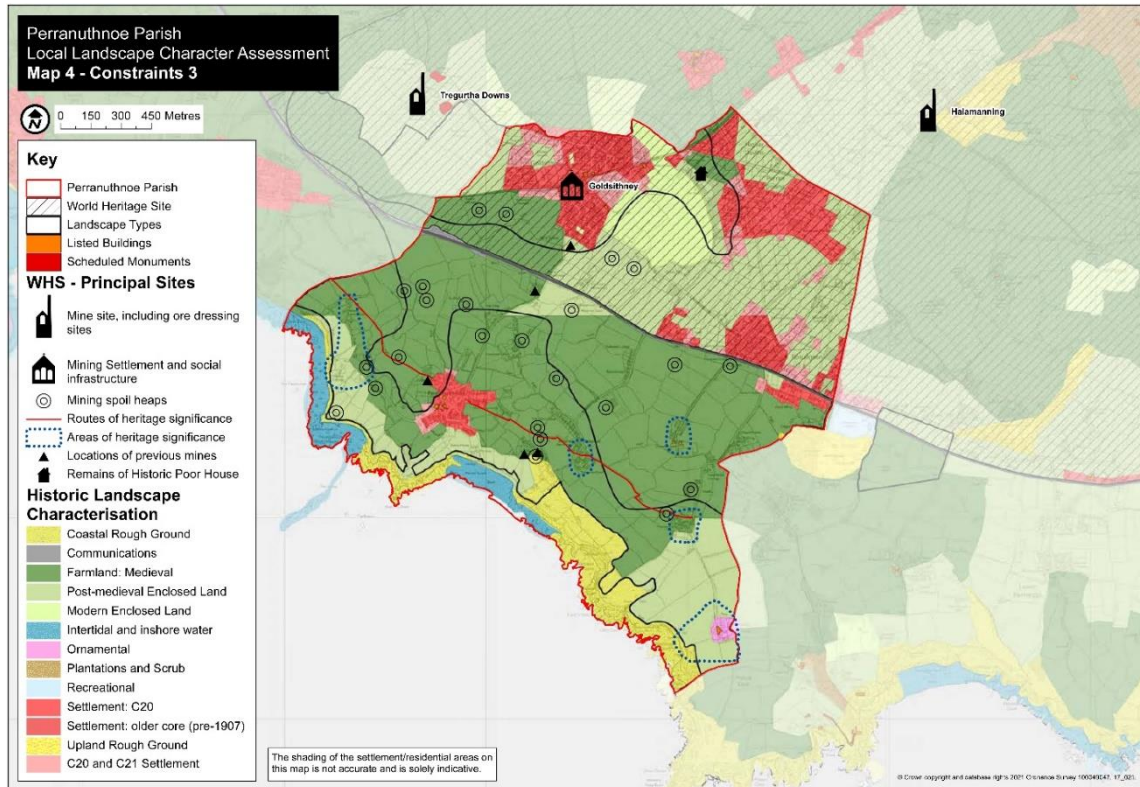 Perranuthnoe Parish
Local Landscape Character Assessment
Map 4 - Constraints 3
N
0 150 300 450 Metres
Key
Perranuthnoe Parish
World Heritage Site
Landscape Types
Listed Buildings
Scheduled Monuments
WHS - Principal Sites
Mine site, including ore dressing
sites
Mining Settlement and social
infrastructure
Mining spoil heaps
Routes of heritage significance
Areas of heritage significance
Locations of previous mines
Remains of Historic Poor House
Historic Landscape
Characterisation
Coastal Rough Ground
Communications
Farmland: Medieval
Post-medieval Enclosed Land
Modern Enclosed Land
Intertidal and inshore water
Ornamental
Plantations and Scrub
Recreational
Settlement: C20
Settlement: older core (pre-1907)
Upland Rough Ground
C20 and C21 Settlement
Tregurtha Downs
Halamanning
Goldsithney
The shading of the settlement/residential areas on
this map is not accurate and is solely indicative.
© Crown copyright and database rights 2021